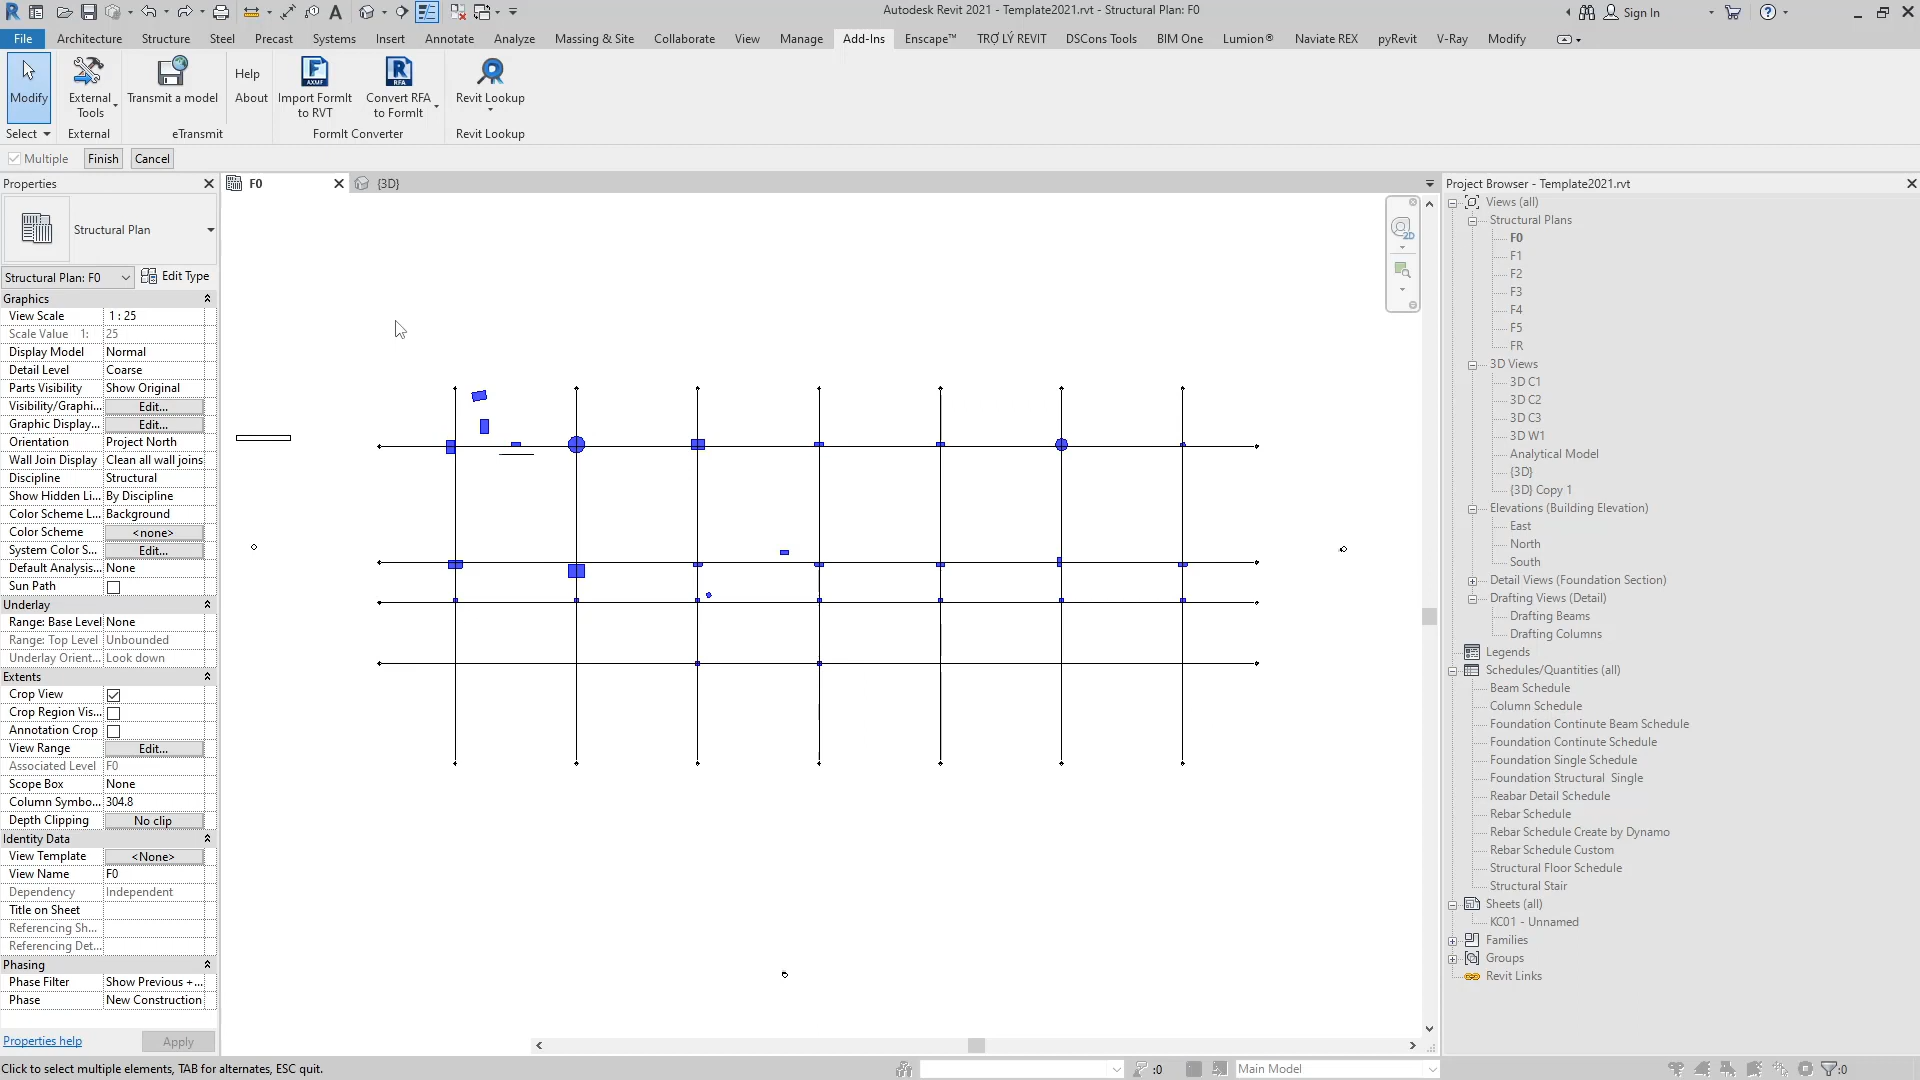 Autodesk Revit 2021 - Template2021.rvt - Structural Plan: F0
Sign In
File Architecture Structure Steel Precast Systems Insert Annotate Analyze Massing & Site Collaborate View Manage Add-Ins Enscape™ TRỢ LÝ REVIT DSCons Tools BIM One Lumion® Naviate REX pyRevit V-Ray Modify
Modify
External Tools
Transmit a model
Help
About
Import FormIt to RVT
Convert RFA to FormIt
Revit Lookup
Select
External
eTransmit
FormIt Converter
Revit Lookup
Multiple Finish Cancel
Properties
F0
{3D}
Project Browser - Template2021.rvt
Structural Plan
Structural Plan: F0
Edit Type
Graphics
View Scale 1 : 25
Scale Value 1: 25
Display Model Normal
Detail Level Coarse
Parts Visibility Show Original
Visibility/Graphi... Edit...
Graphic Display... Edit...
Orientation Project North
Wall Join Display Clean all wall joins
Discipline Structural
Show Hidden Li... By Discipline
Color Scheme L... Background
Color Scheme <none>
System Color S... Edit...
Default Analysis... None
Sun Path
Underlay
Range: Base Level None
Range: Top Level Unbounded
Underlay Orient... Look down
Extents
Crop View
Crop Region Vis...
Annotation Crop
View Range Edit...
Associated Level F0
Scope Box None
Column Symbo... 304.8
Depth Clipping No clip
Identity Data
View Template <None>
View Name F0
Dependency Independent
Title on Sheet
Referencing Sh...
Referencing Det...
Phasing
Phase Filter Show Previous +...
Phase New Construction
Properties help
Apply
2D
Views (all)
Structural Plans
F0
F1
F2
F3
F4
F5
FR
3D Views
3D C1
3D C2
3D C3
3D W1
Analytical Model
{3D}
{3D} Copy 1
Elevations (Building Elevation)
East
North
South
Detail Views (Foundation Section)
Drafting Views (Detail)
Drafting Beams
Drafting Columns
Legends
Schedules/Quantities (all)
Beam Schedule
Column Schedule
Foundation Continute Beam Schedule
Foundation Continute Schedule
Foundation Single Schedule
Foundation Structural Single
Reabar Detail Schedule
Rebar Schedule
Rebar Schedule Create by Dynamo
Rebar Schedule Custom
Structural Floor Schedule
Structural Stair
Sheets (all)
KC01 - Unnamed
Families
Groups
Revit Links
Click to select multiple elements, TAB for alternates, ESC quit.
:0
Main Model
:0